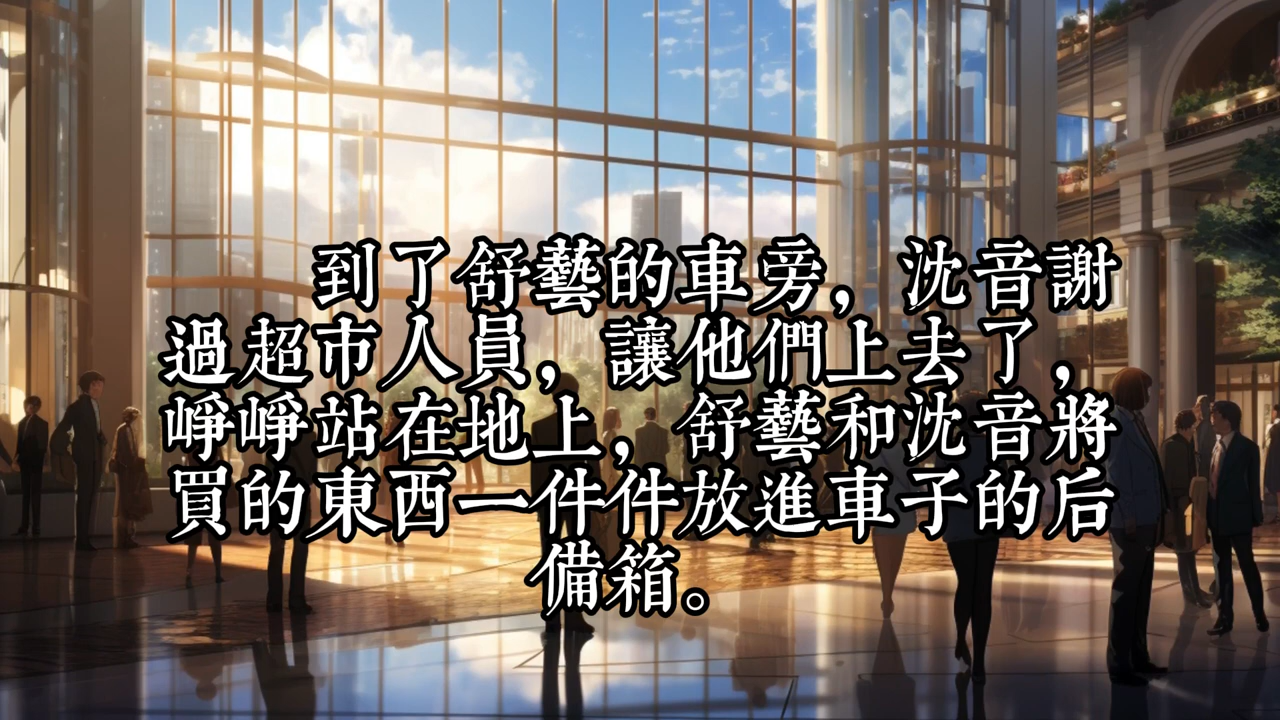 到了舒藝的車旁，沈音謝
過超市人員，讓他們上去了，
崢崢站在地上，舒藝和沈音將
買的東西一件件放進車子的后
備箱。